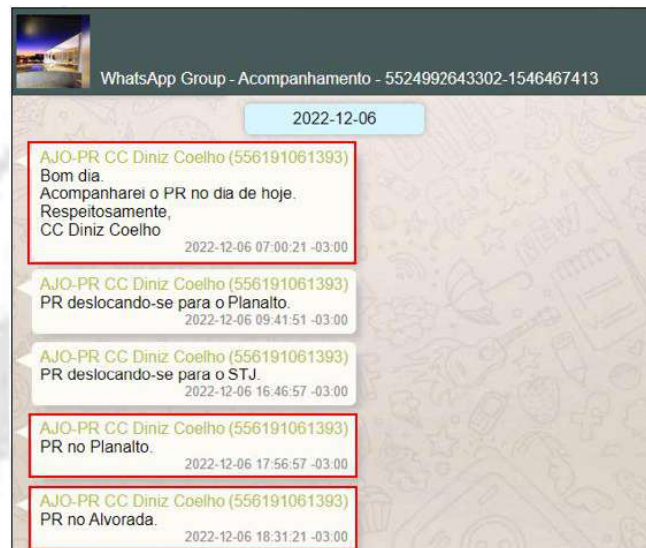 WhatsApp Group - Acompanhamento - 5524992643302-1546467413
2022-12-06
AJO-PR CC Diniz Coelho (556191061393)
Bom dia.
Acompanharei o PR no dia de hoje.
Respeitosamente,
CC Diniz Coelho
2022-12-06 07:00:21 -03:00
AJO-PR CC Diniz Coelho (556191061393)
PR deslocando-se para o Planalto.
2022-12-06 09:41:51 -03:00
AJO-PR CC Diniz Coelho (556191061393)
PR deslocando-se para o STJ.
2022-12-06 16:46:57 -03:00
AJO-PR CC Diniz Coelho (556191061393)
PR no Planalto.
2022-12-06 17:56:57 -03:00
AJO-PR CC Diniz Coelho (556191061393)
PR no Alvorada.
2022-12-06 18:31:21 -03:00